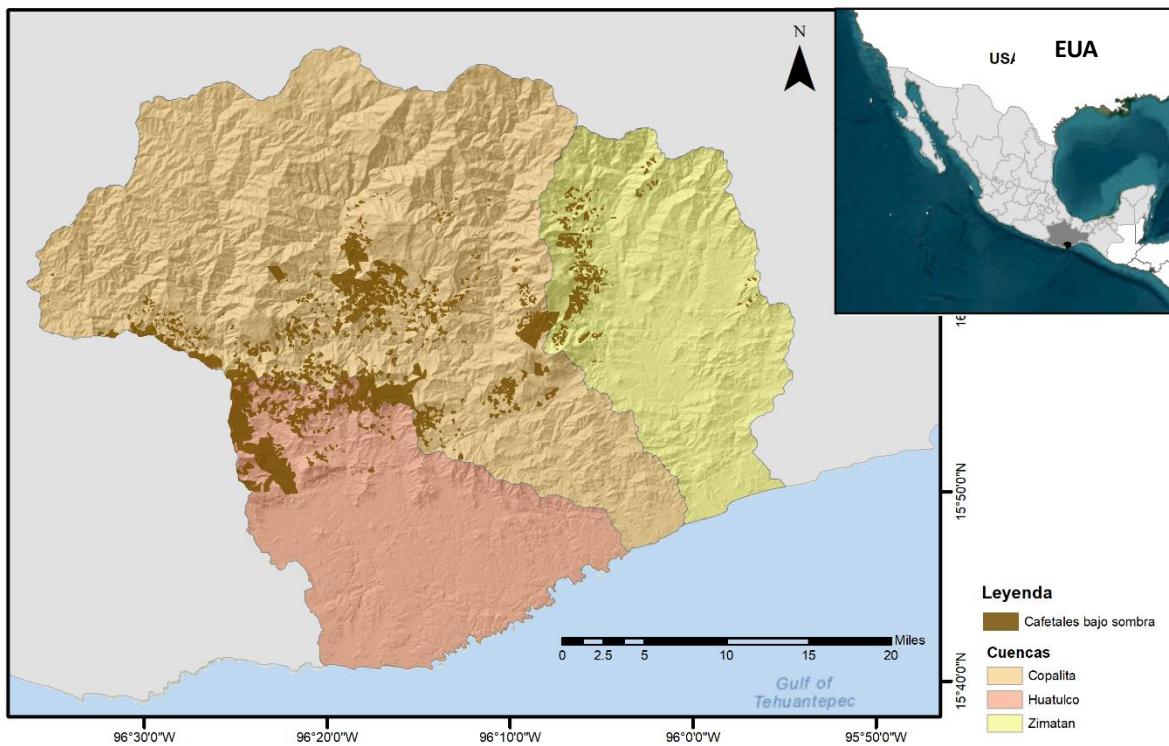 N
USA
EUA
16
15°50'0"N
15°40'0"N
Leyenda
Cafetales bajo sombra
Cuencas
Copalita
Huatulco
Zimatan
Miles
0 2.5 5 10 15 20
Gulf of
Tehuantepec
96°30'0"W 96°20'0"W 96°10'0"W 96°0'0"W 95°50'0"W